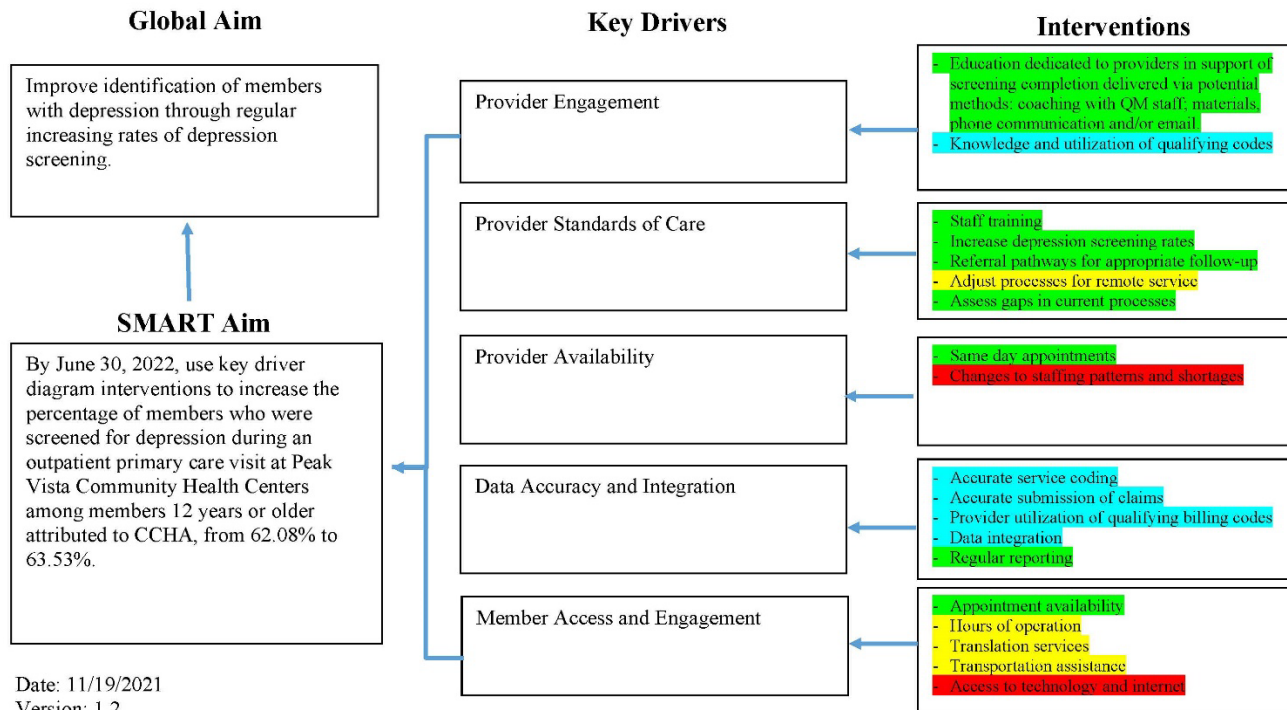 Global Aim
Improve identification of members
with depression through regular
increasing rates of depression
screening.
SMART Aim
By June 30, 2022, use key driver
diagram interventions to increase the
percentage of members who were
screened for depression during an
outpatient primary care visit at Peak
Vista Community Health Centers
among members 12 years or older
attributed to CCHA, from 62.08% to
63.53%.
Date: 11/19/2021
Version: 1.2
Key Drivers
Provider Engagement
Provider Standards of Care
Provider Availability
Data Accuracy and Integration
Member Access and Engagement
Interventions
- Education dedicated to providers in support of
screening completion delivered via potential
methods: coaching with QM staff; materials,
phone communication and/or email.
- Knowledge and utilization of qualifying codes
- Staff training
- Increase depression screening rates
- Referral pathways for appropriate follow-up
- Adjust processes for remote service
- Assess gaps in current processes
- Same day appointments
- Changes to staffing patterns and shortages
- Accurate service coding
- Accurate submission of claims
- Provider utilization of qualifying billing codes
- Data integration
- Regular reporting
- Appointment availability
- Hours of operation
- Translation services
- Transportation assistance
- Access to technology and internet